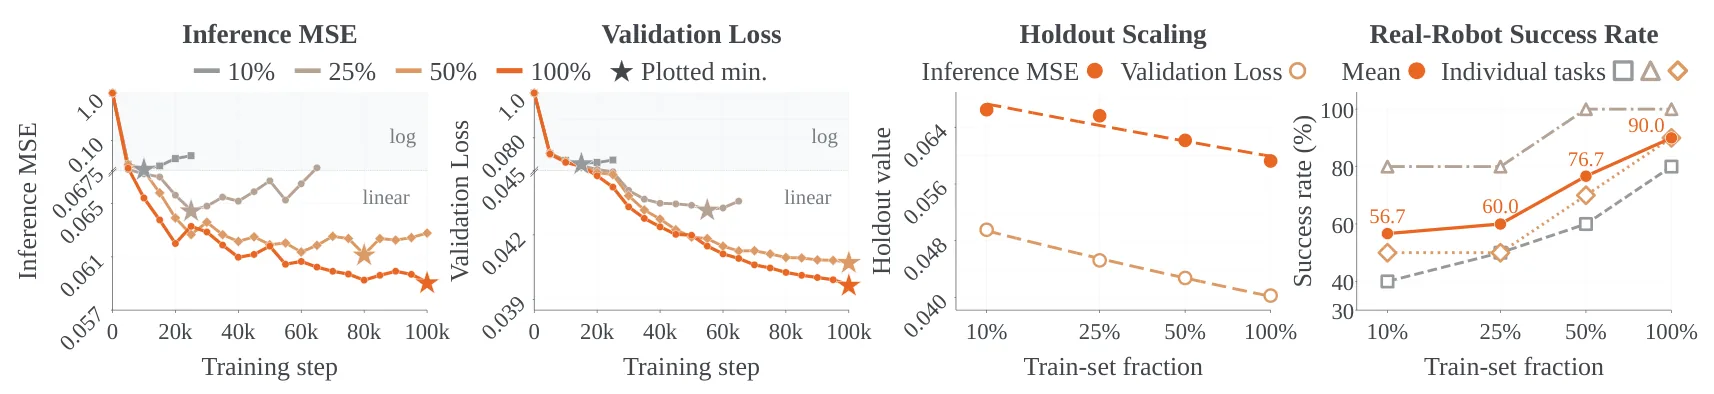 Inference MSE
Validation Loss
Holdout Scaling
Real-Robot Success Rate
10% 25% 50% 100% Plotted min.
Inference MSE Validation Loss
Mean Individual tasks
Inference MSE
1.0
0.10
0.0675
0.065
0.061
0.057
log
linear
0 20k 40k 60k 80k 100k
Training step
Validation Loss
1.0
0.080
0.045
0.042
0.039
log
linear
0 20k 40k 60k 80k 100k
Training step
Holdout value
0.064
0.056
0.048
0.040
10% 25% 50% 100%
Train-set fraction
Success rate (%)
100
80
60
40
30
56.7
60.0
76.7
90.0
10% 25% 50% 100%
Train-set fraction